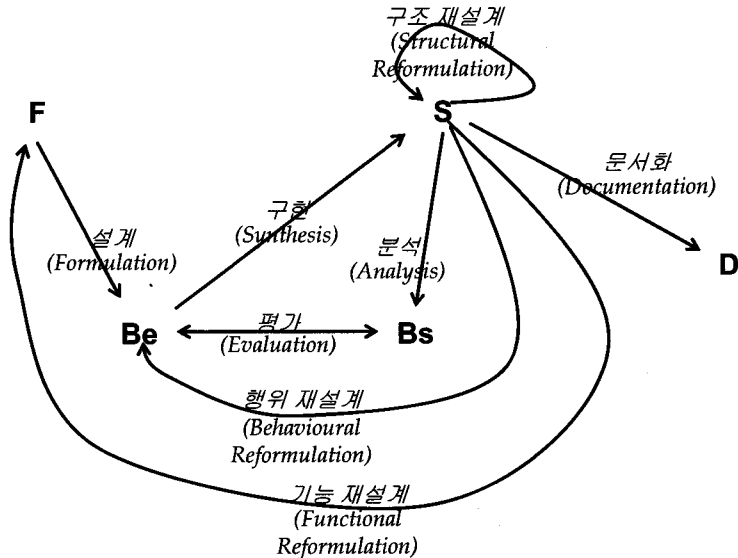 구조 재설계
(Structural
Reformulation)
F
S
문서화
(Documentation)
구현
(Synthesis)
설계
(Formulation)
분석
(Analysis)
D
Be
평가
(Evaluation)
Bs
행위 재설계
(Behavioural
Reformulation)
기능 재설계
(Functional
Reformulation)